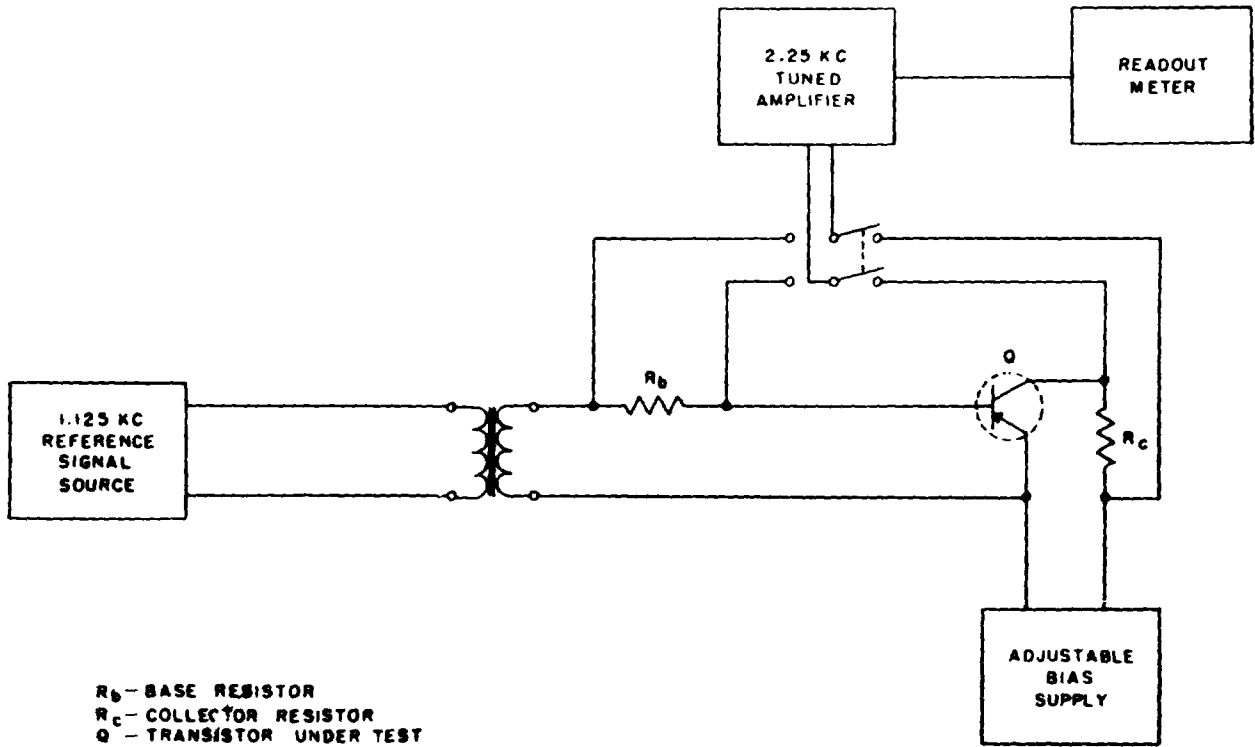 2.25 KC
TUNED
AMPLIFIER
READOUT
METER
Q
Rb
1.125 KC
REFERENCE
SIGNAL
SOURCE
Rc
ADJUSTABLE
BIAS
SUPPLY
Rb - BASE RESISTOR
Rc - COLLECTOR RESISTOR
Q - TRANSISTOR UNDER TEST